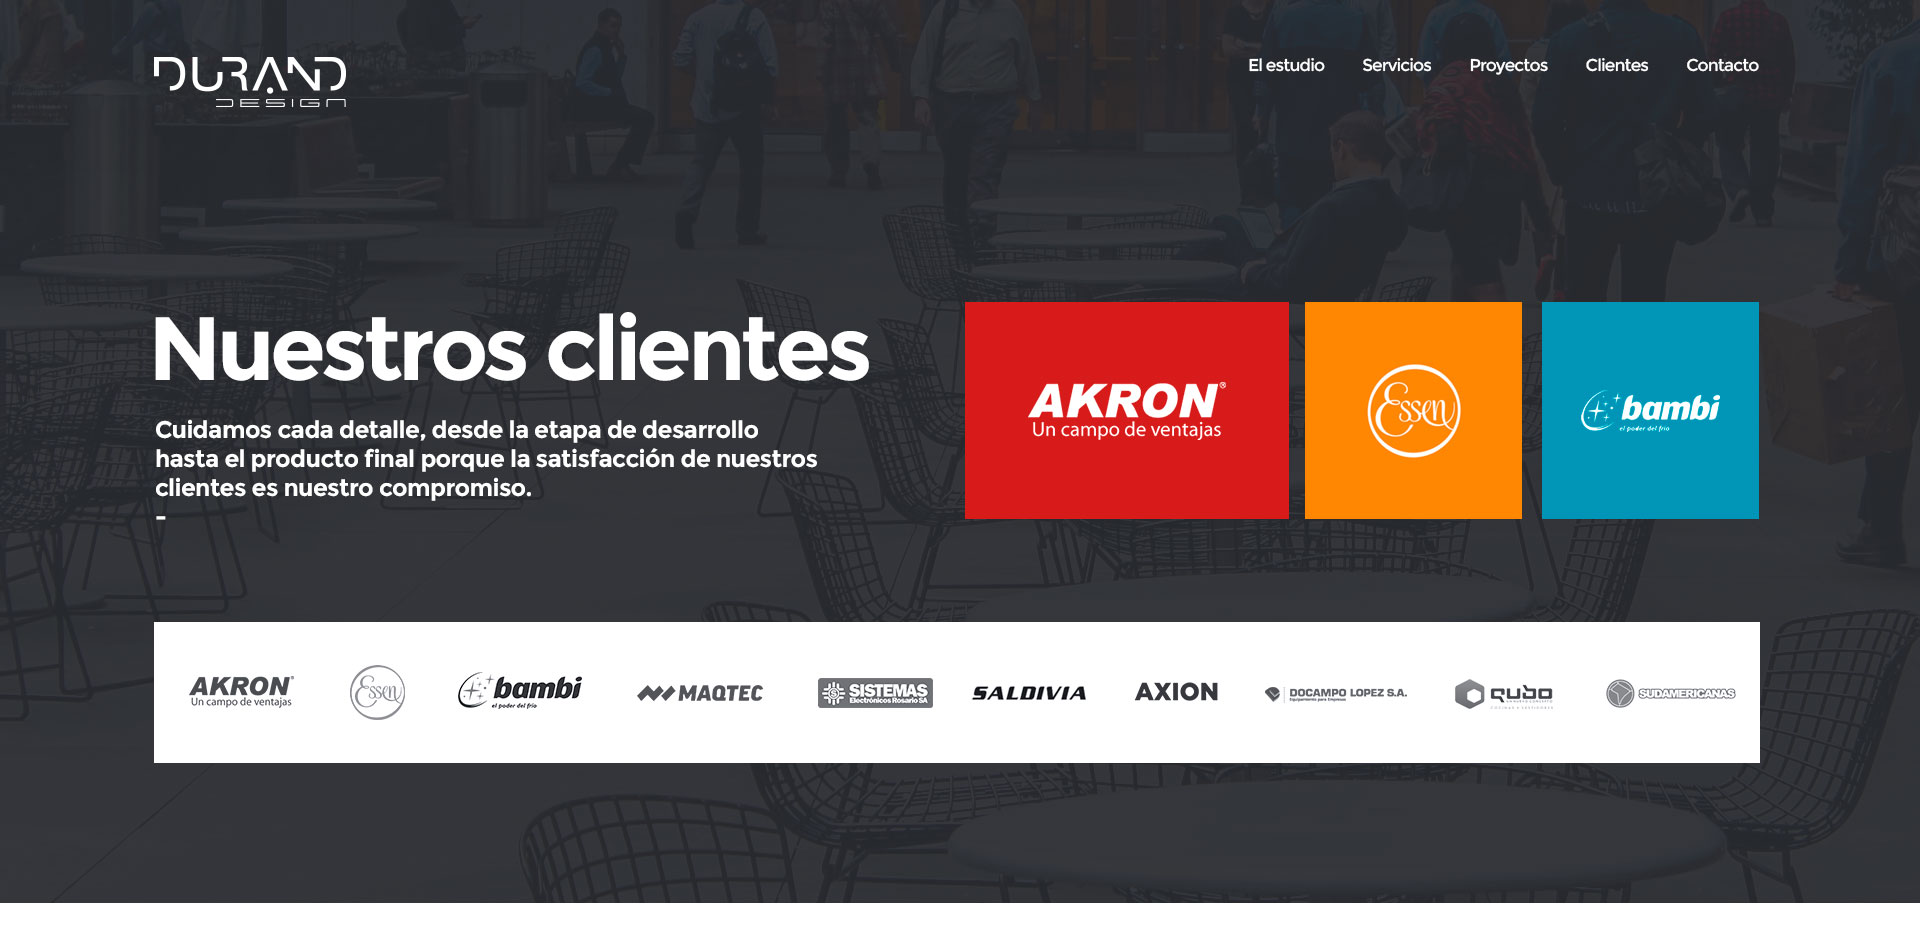 DURAND
DESIGN
El estudio
Servicios
Proyectos
Clientes
Contacto
Nuestros clientes
Cuidamos cada detalle, desde la etapa de desarrollo
hasta el producto final porque la satisfacción de nuestros
clientes es nuestro compromiso.
-
AKRON®
Un campo de ventajas
Essen
bambi
el poder del frío
AKRON
Un campo de ventajas
Essen
bambi
el poder del frío
MAQTEC
SISTEMAS
Electrónicos Rosario SA
SALDIVIA
AXION
DOCAMPO LOPEZ S.A.
Equipamiento para Empresas
QUBO
SUDAMERICANAS